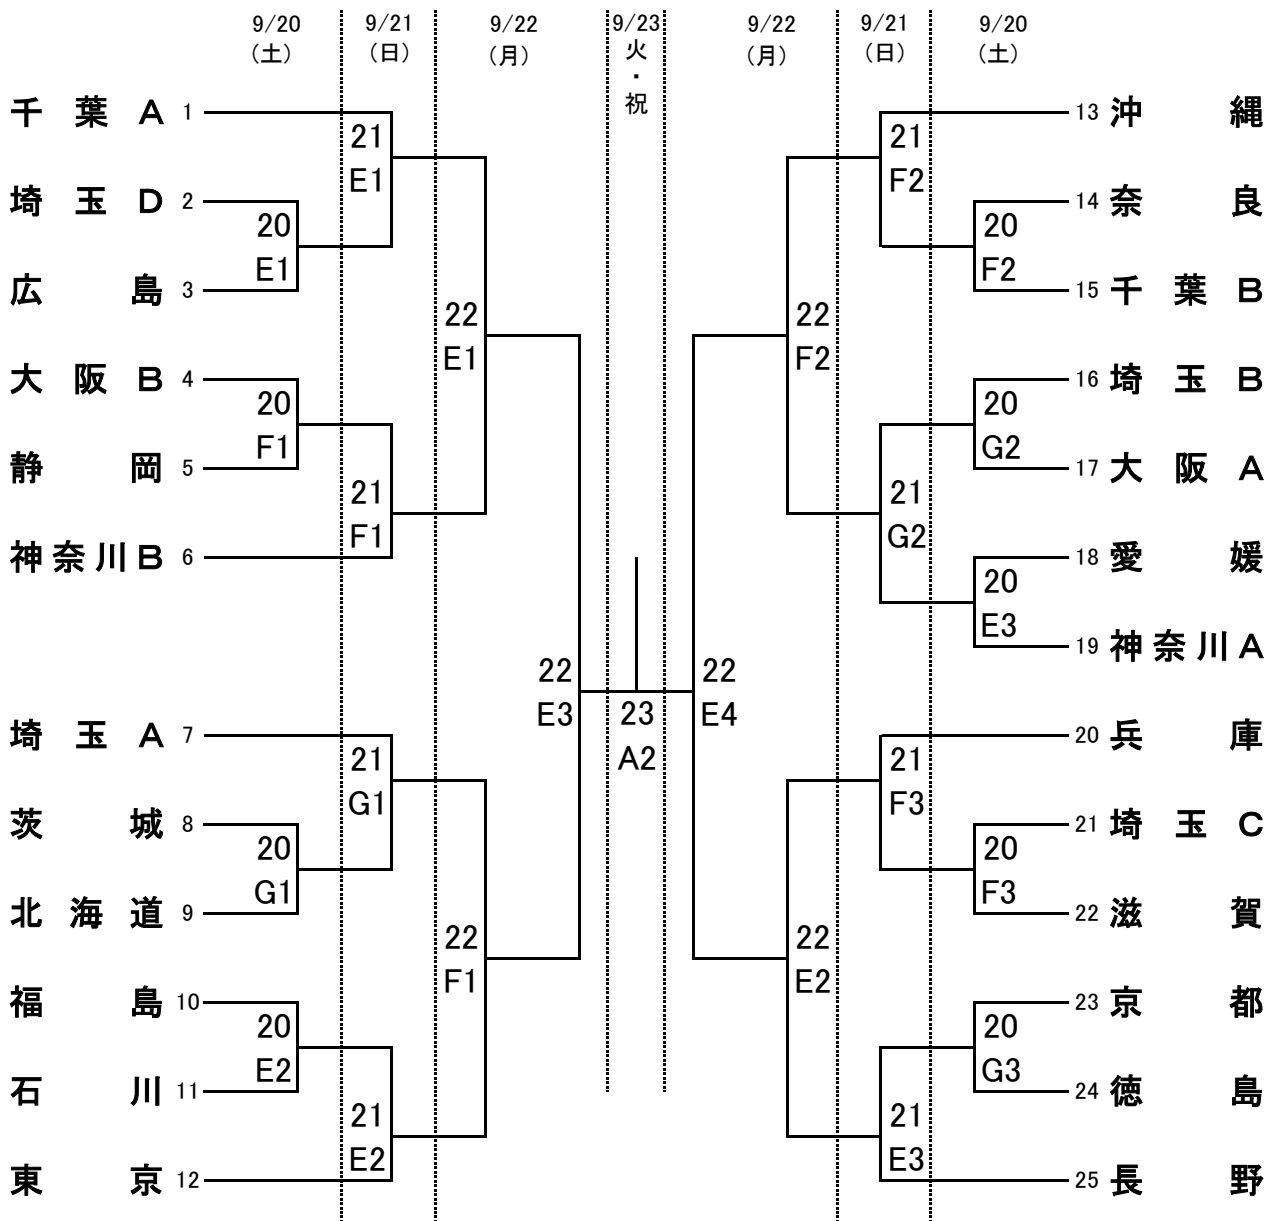 9/20 9/21 9/22 9/23 9/22 9/21 9/20
(土) (日) (月) 火・祝 (月) (日) (土)
千葉A 1
21
E1
埼玉D 2
20
E1
広島 3
22
E1
大阪B 4
20
F1
静岡 5
21
F1
神奈川B 6
22
E3
埼玉A 7
21
G1
茨城 8
20
G1
北海道 9
22
F1
福島 10
20
E2
石川 11
21
E2
東京 12
23
A2
13 沖縄
21
F2
14 奈良
20
F2
15 千葉B
22
F2
16 埼玉B
20
G2
17 大阪A
21
G2
18 愛媛
20
E3
19 神奈川A
22
E4
20 兵庫
21
F3
21 埼玉C
20
F3
22 滋賀
22
E2
23 京都
20
G3
24 徳島
21
E3
25 長野